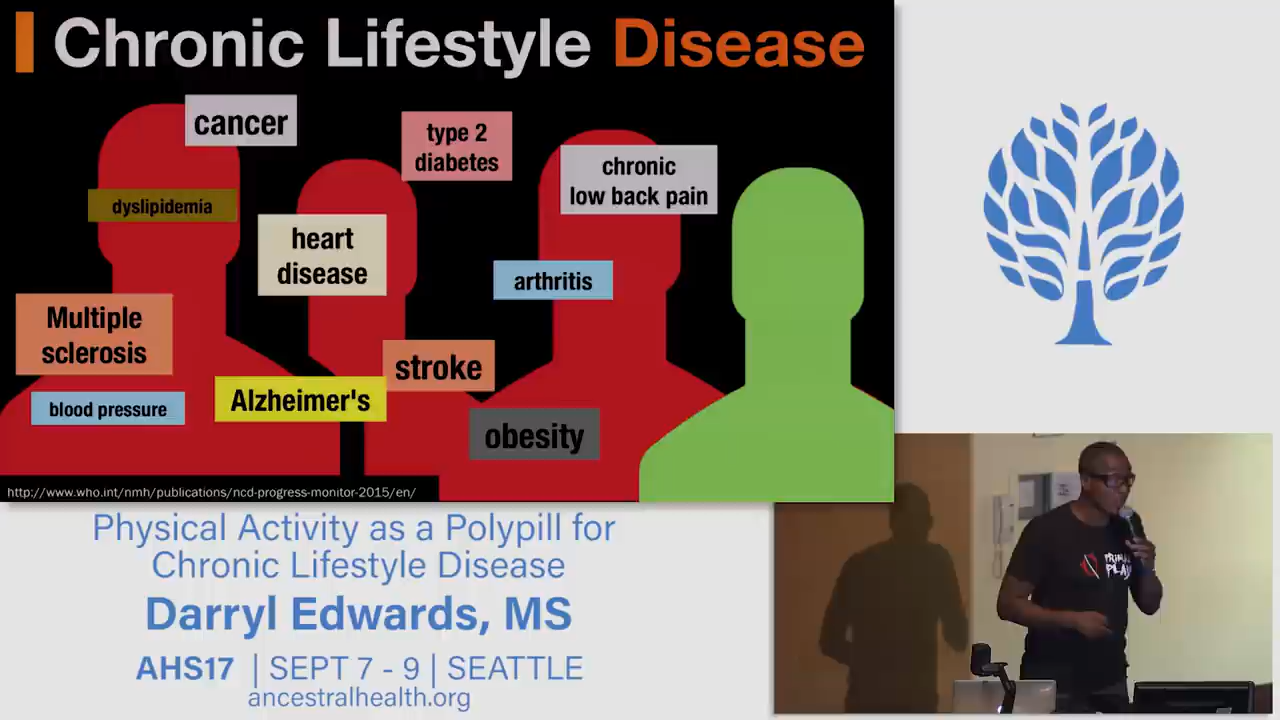 Chronic Lifestyle Disease
cancer
type 2
diabetes
chronic
low back pain
dyslipidemia
heart
disease
arthritis
Multiple
sclerosis
stroke
blood pressure
Alzheimer's
obesity
http://www.who.int/nmh/publications/ncd-progress-monitor-2015/en/
Physical Activity as a Polypill for
Chronic Lifestyle Disease
Darryl Edwards, MS
AHS17 | SEPT 7 - 9 | SEATTLE
ancestralhealth.org